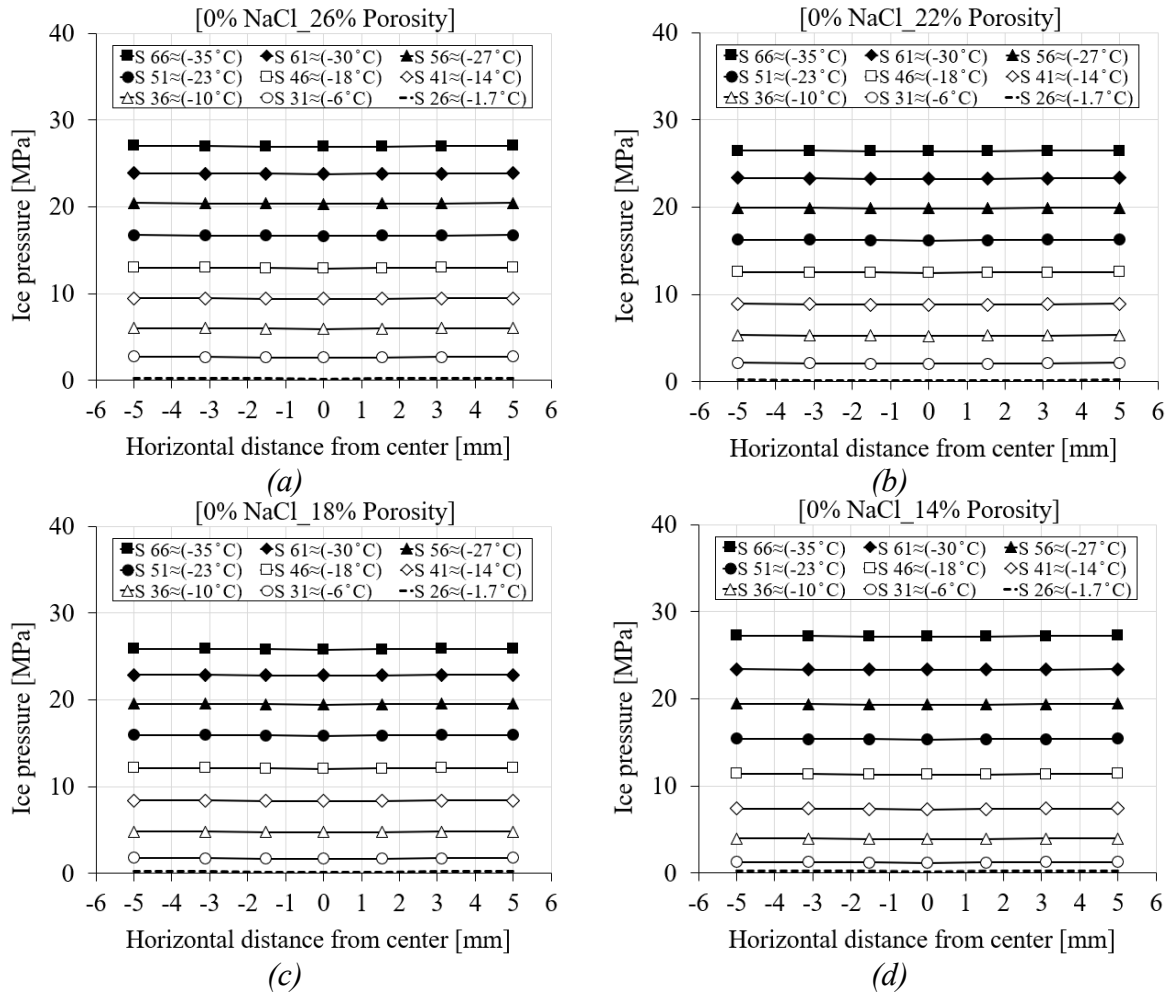 [0% NaCl_26% Porosity]
40
S 66≈(-35˚C) S 61≈(-30˚C) S 56≈(-27˚C)
S 51≈(-23˚C) S 46≈(-18˚C) S 41≈(-14˚C)
S 36≈(-10˚C) S 31≈(-6˚C) S 26≈(-1.7˚C)
30
20
10
0
Ice pressure [MPa]
-6 -5 -4 -3 -2 -1 0 1 2 3 4 5 6
Horizontal distance from center [mm]
(a)
[0% NaCl_22% Porosity]
40
S 66≈(-35˚C) S 61≈(-30˚C) S 56≈(-27˚C)
S 51≈(-23˚C) S 46≈(-18˚C) S 41≈(-14˚C)
S 36≈(-10˚C) S 31≈(-6˚C) S 26≈(-1.7˚C)
30
20
10
0
Ice pressure [MPa]
-6 -5 -4 -3 -2 -1 0 1 2 3 4 5 6
Horizontal distance from center [mm]
(b)
[0% NaCl_18% Porosity]
40
S 66≈(-35˚C) S 61≈(-30˚C) S 56≈(-27˚C)
S 51≈(-23˚C) S 46≈(-18˚C) S 41≈(-14˚C)
S 36≈(-10˚C) S 31≈(-6˚C) S 26≈(-1.7˚C)
30
20
10
0
Ice pressure [MPa]
-6 -5 -4 -3 -2 -1 0 1 2 3 4 5 6
Horizontal distance from center [mm]
(c)
[0% NaCl_14% Porosity]
40
S 66≈(-35˚C) S 61≈(-30˚C) S 56≈(-27˚C)
S 51≈(-23˚C) S 46≈(-18˚C) S 41≈(-14˚C)
S 36≈(-10˚C) S 31≈(-6˚C) S 26≈(-1.7˚C)
30
20
10
0
Ice pressure [MPa]
-6 -5 -4 -3 -2 -1 0 1 2 3 4 5 6
Horizontal distance from center [mm]
(d)